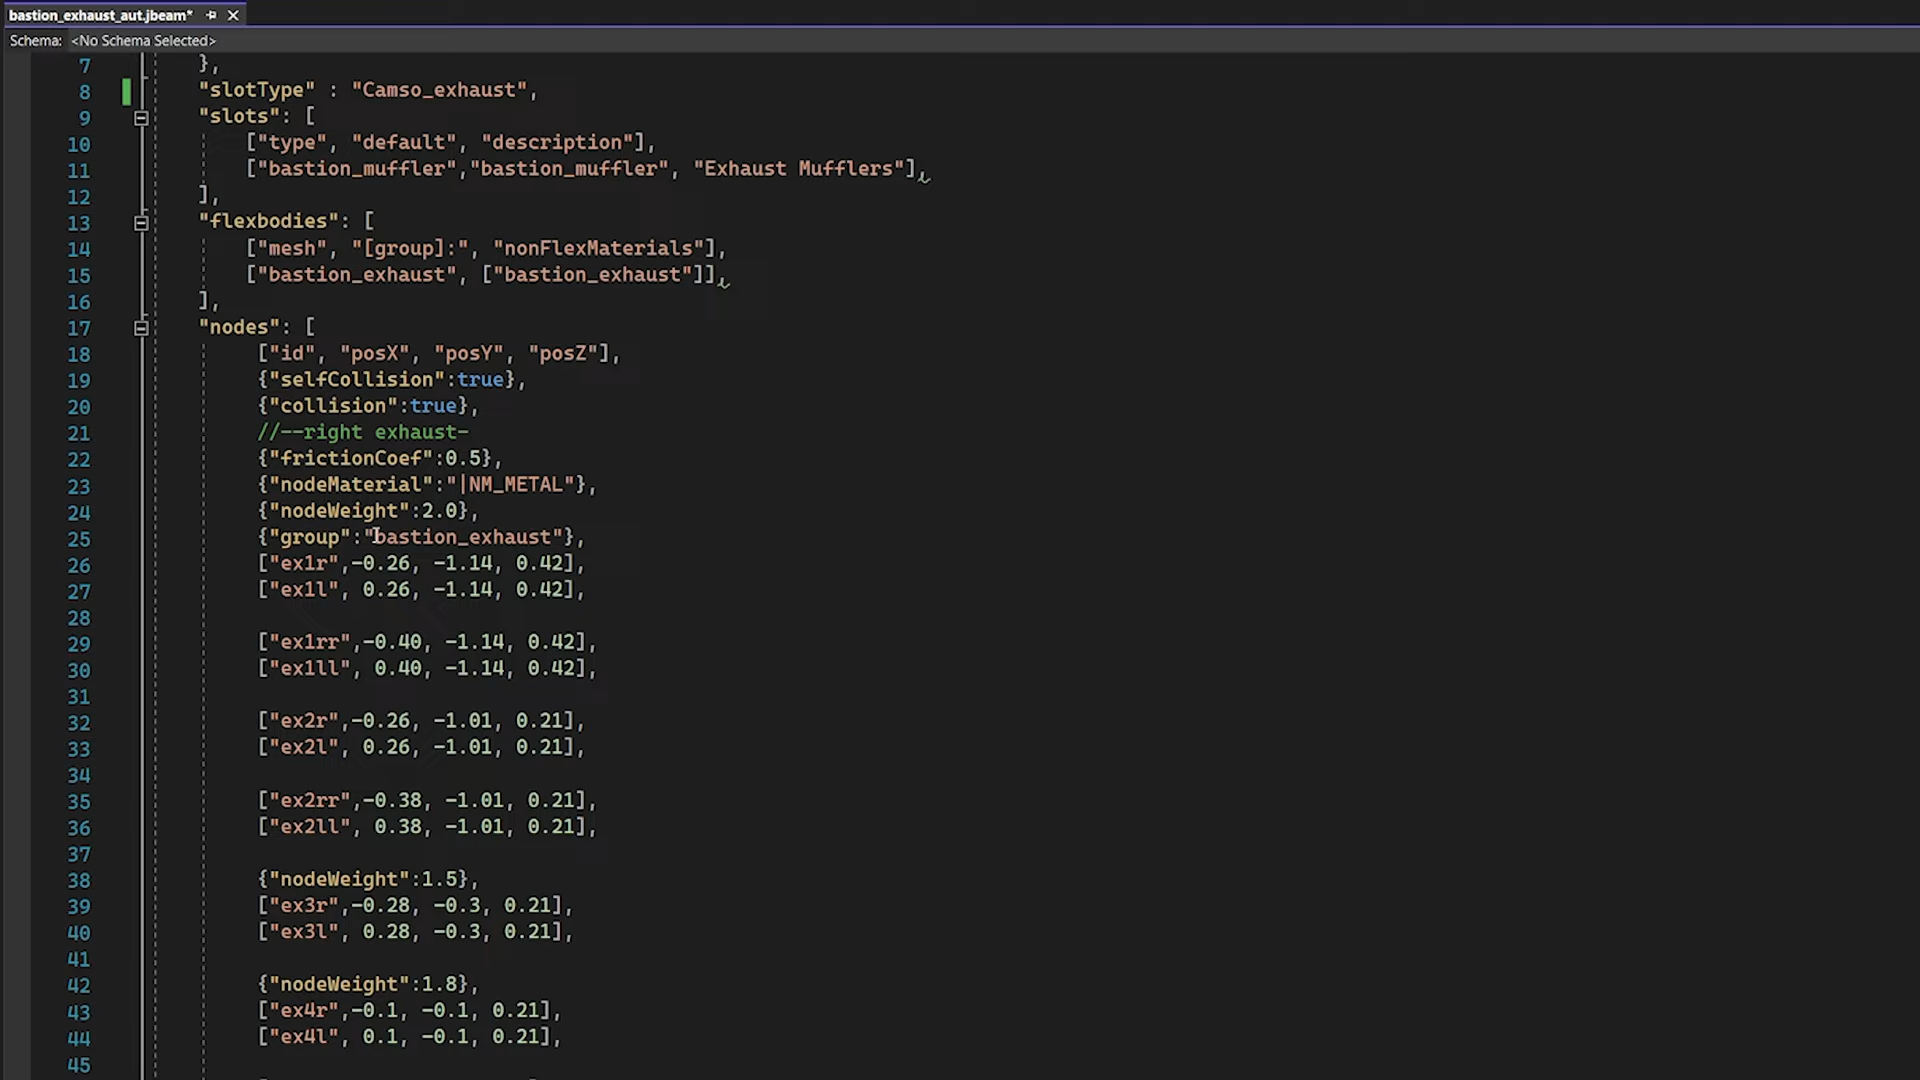 bastion_exhaust_aut.jbeam*
Schema: <No Schema Selected>
7 },
8 "slotType" : "Camso_exhaust",
9 "slots": [
10 ["type", "default", "description"],
11 ["bastion_muffler","bastion_muffler", "Exhaust Mufflers"],
12 ],
13 "flexbodies": [
14 ["mesh", "[group]:", "nonFlexMaterials"],
15 ["bastion_exhaust", ["bastion_exhaust"]],
16 ],
17 "nodes": [
18 ["id", "posX", "posY", "posZ"],
19 {"selfCollision":true},
20 {"collision":true},
21 //--right exhaust-
22 {"frictionCoef":0.5},
23 {"nodeMaterial":"|NM_METAL"},
24 {"nodeWeight":2.0},
25 {"group":"bastion_exhaust"},
26 ["ex1r",-0.26, -1.14, 0.42],
27 ["ex1l", 0.26, -1.14, 0.42],
28
29 ["ex1rr",-0.40, -1.14, 0.42],
30 ["ex1ll", 0.40, -1.14, 0.42],
31
32 ["ex2r",-0.26, -1.01, 0.21],
33 ["ex2l", 0.26, -1.01, 0.21],
34
35 ["ex2rr",-0.38, -1.01, 0.21],
36 ["ex2ll", 0.38, -1.01, 0.21],
37
38 {"nodeWeight":1.5},
39 ["ex3r",-0.28, -0.3, 0.21],
40 ["ex3l", 0.28, -0.3, 0.21],
41
42 {"nodeWeight":1.8},
43 ["ex4r",-0.1, -0.1, 0.21],
44 ["ex4l", 0.1, -0.1, 0.21],
45